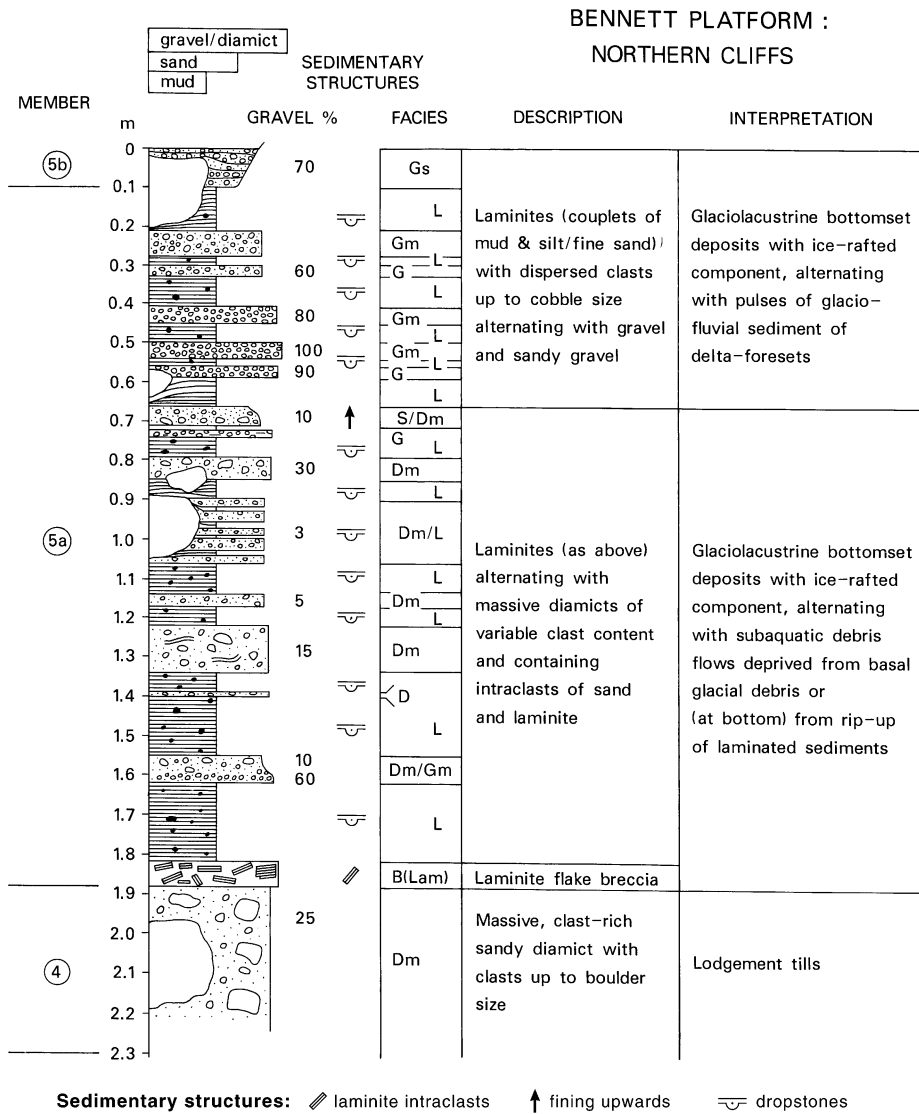 BENNETT PLATFORM :
NORTHERN CLIFFS
gravel/diamict
sand
mud
SEDIMENTARY
STRUCTURES
MEMBER
m
GRAVEL %
FACIES
DESCRIPTION
INTERPRETATION
0
0.1
0.2
0.3
0.4
0.5
0.6
0.7
0.8
0.9
1.0
1.1
1.2
1.3
1.4
1.5
1.6
1.7
1.8
1.9
2.0
2.1
2.2
2.3
5b
5a
4
70
60
80
100
90
10
30
3
5
15
10
60
25
Gs
L
Gm
L
G
L
Gm
L
Gm
L
G
L
S/Dm
G
L
Dm
L
Dm/L
L
Dm
L
Dm
D
L
Dm/Gm
L
B(Lam)
Dm
Laminites (couplets of
mud & silt/fine sand)
with dispersed clasts
up to cobble size
alternating with gravel
and sandy gravel
Glaciolacustrine bottomset
deposits with ice-rafted
component, alternating
with pulses of glacio-
fluvial sediment of
delta-foresets
Laminites (as above)
alternating with
massive diamicts of
variable clast content
and containing
intraclasts of sand
and laminite
Glaciolacustrine bottomset
deposits with ice-rafted
component, alternating
with subaquatic debris
flows deprived from basal
glacial debris or
(at bottom) from rip-up
of laminated sediments
Laminite flake breccia
Massive, clast-rich
sandy diamict with
clasts up to boulder
size
Lodgement tills
Sedimentary structures: laminite intraclasts fining upwards dropstones